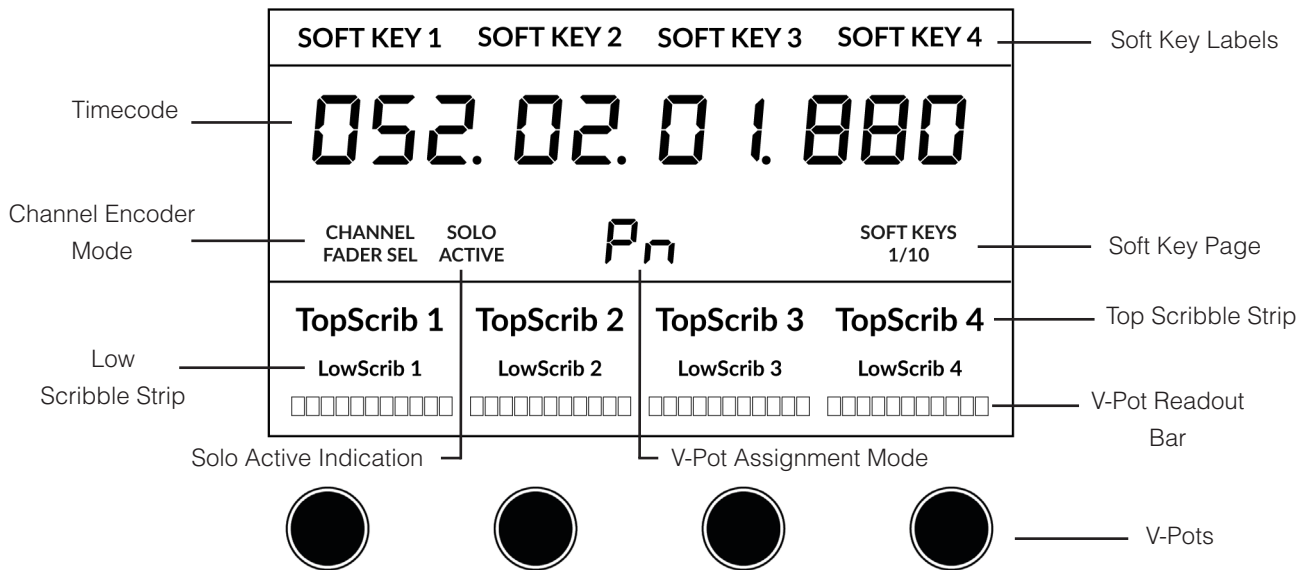 SOFT KEY 1 SOFT KEY 2 SOFT KEY 3 SOFT KEY 4
Soft Key Labels
Timecode
052. 02. 01. 880
Channel Encoder
Mode
CHANNEL
FADER SEL
SOLO
ACTIVE
Pn
SOFT KEYS
1/10
Soft Key Page
TopScrib 1 TopScrib 2 TopScrib 3 TopScrib 4
Top Scribble Strip
Low
Scribble Strip
LowScrib 1 LowScrib 2 LowScrib 3 LowScrib 4
V-Pot Readout
Bar
Solo Active Indication
V-Pot Assignment Mode
V-Pots